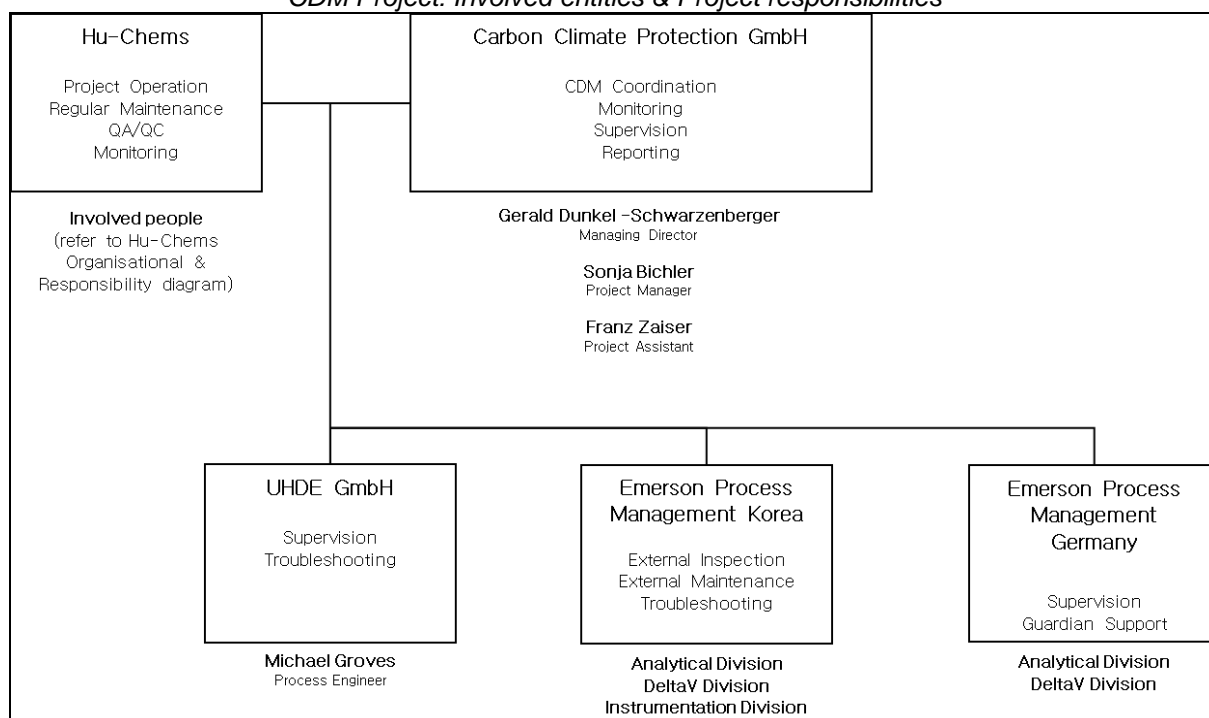 CDM Project: Involved entities & Project responsibilities
Hu-Chems
Project Operation
Regular Maintenance
QA/QC
Monitoring
Involved people
(refer to Hu-Chems
Organisational &
Responsibility diagram)
Carbon Climate Protection GmbH
CDM Coordination
Monitoring
Supervision
Reporting
Gerald Dunkel -Schwarzenberger
Managing Director
Sonja Bichler
Project Manager
Franz Zaiser
Project Assistant
UHDE GmbH
Supervision
Troubleshooting
Michael Groves
Process Engineer
Emerson Process
Management Korea
External Inspection
External Maintenance
Troubleshooting
Analytical Division
DeltaV Division
Instrumentation Division
Emerson Process
Management
Germany
Supervision
Guardian Support
Analytical Division
DeltaV Division